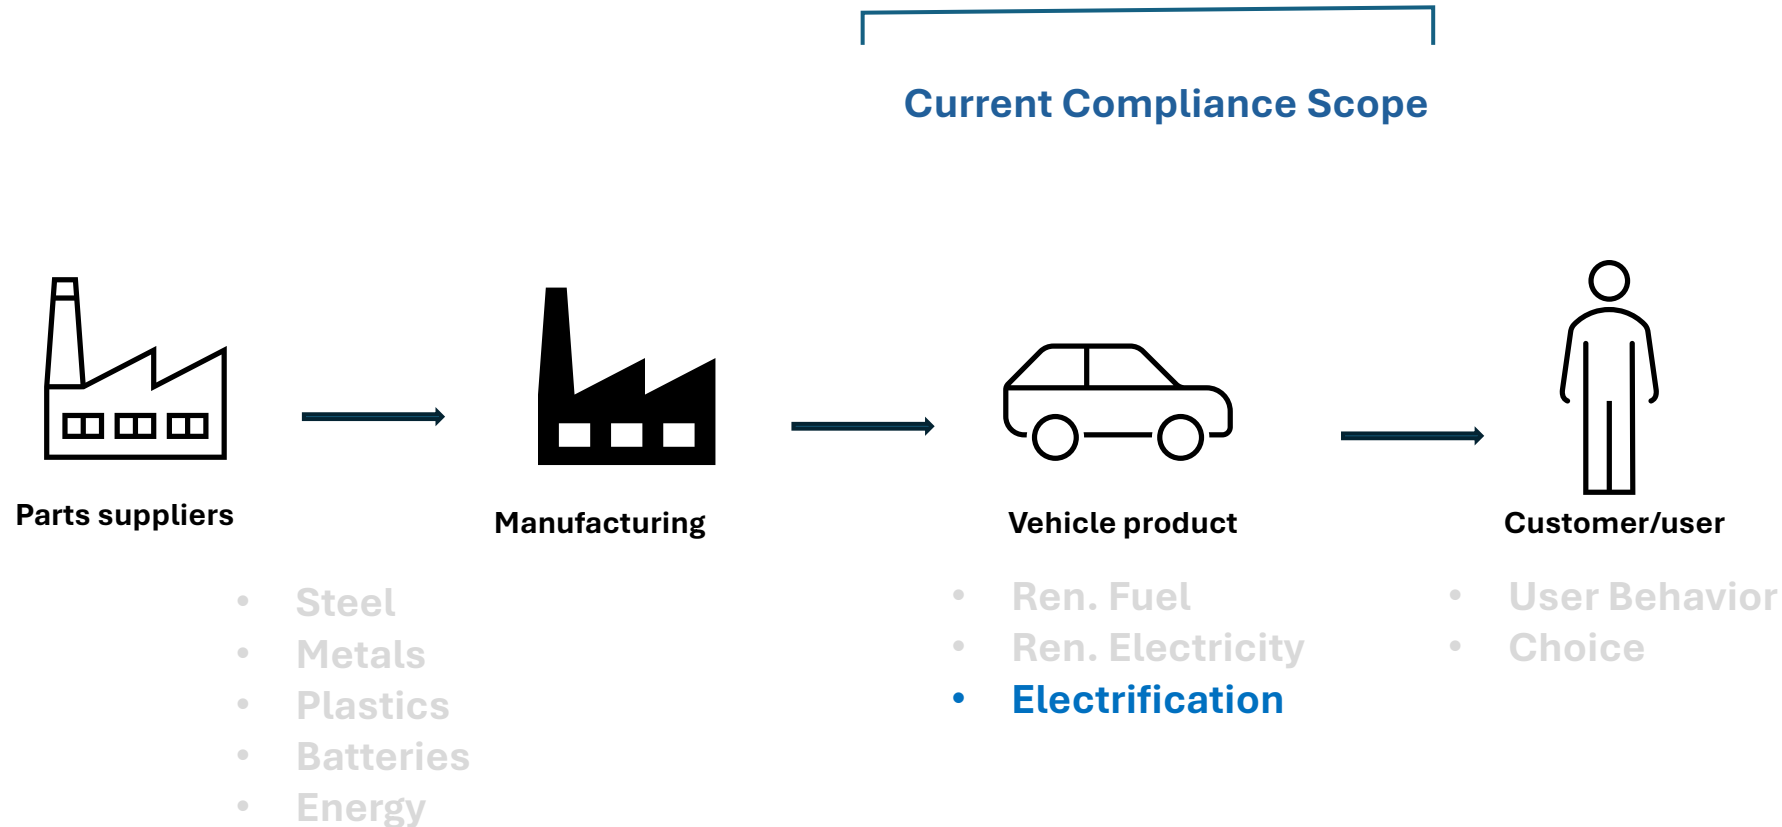 Current Compliance Scope
Parts suppliers
Manufacturing
Vehicle product
Customer/user
• Steel
• Metals
• Plastics
• Batteries
• Energy
• Ren. Fuel
• Ren. Electricity
• Electrification
• User Behavior
• Choice